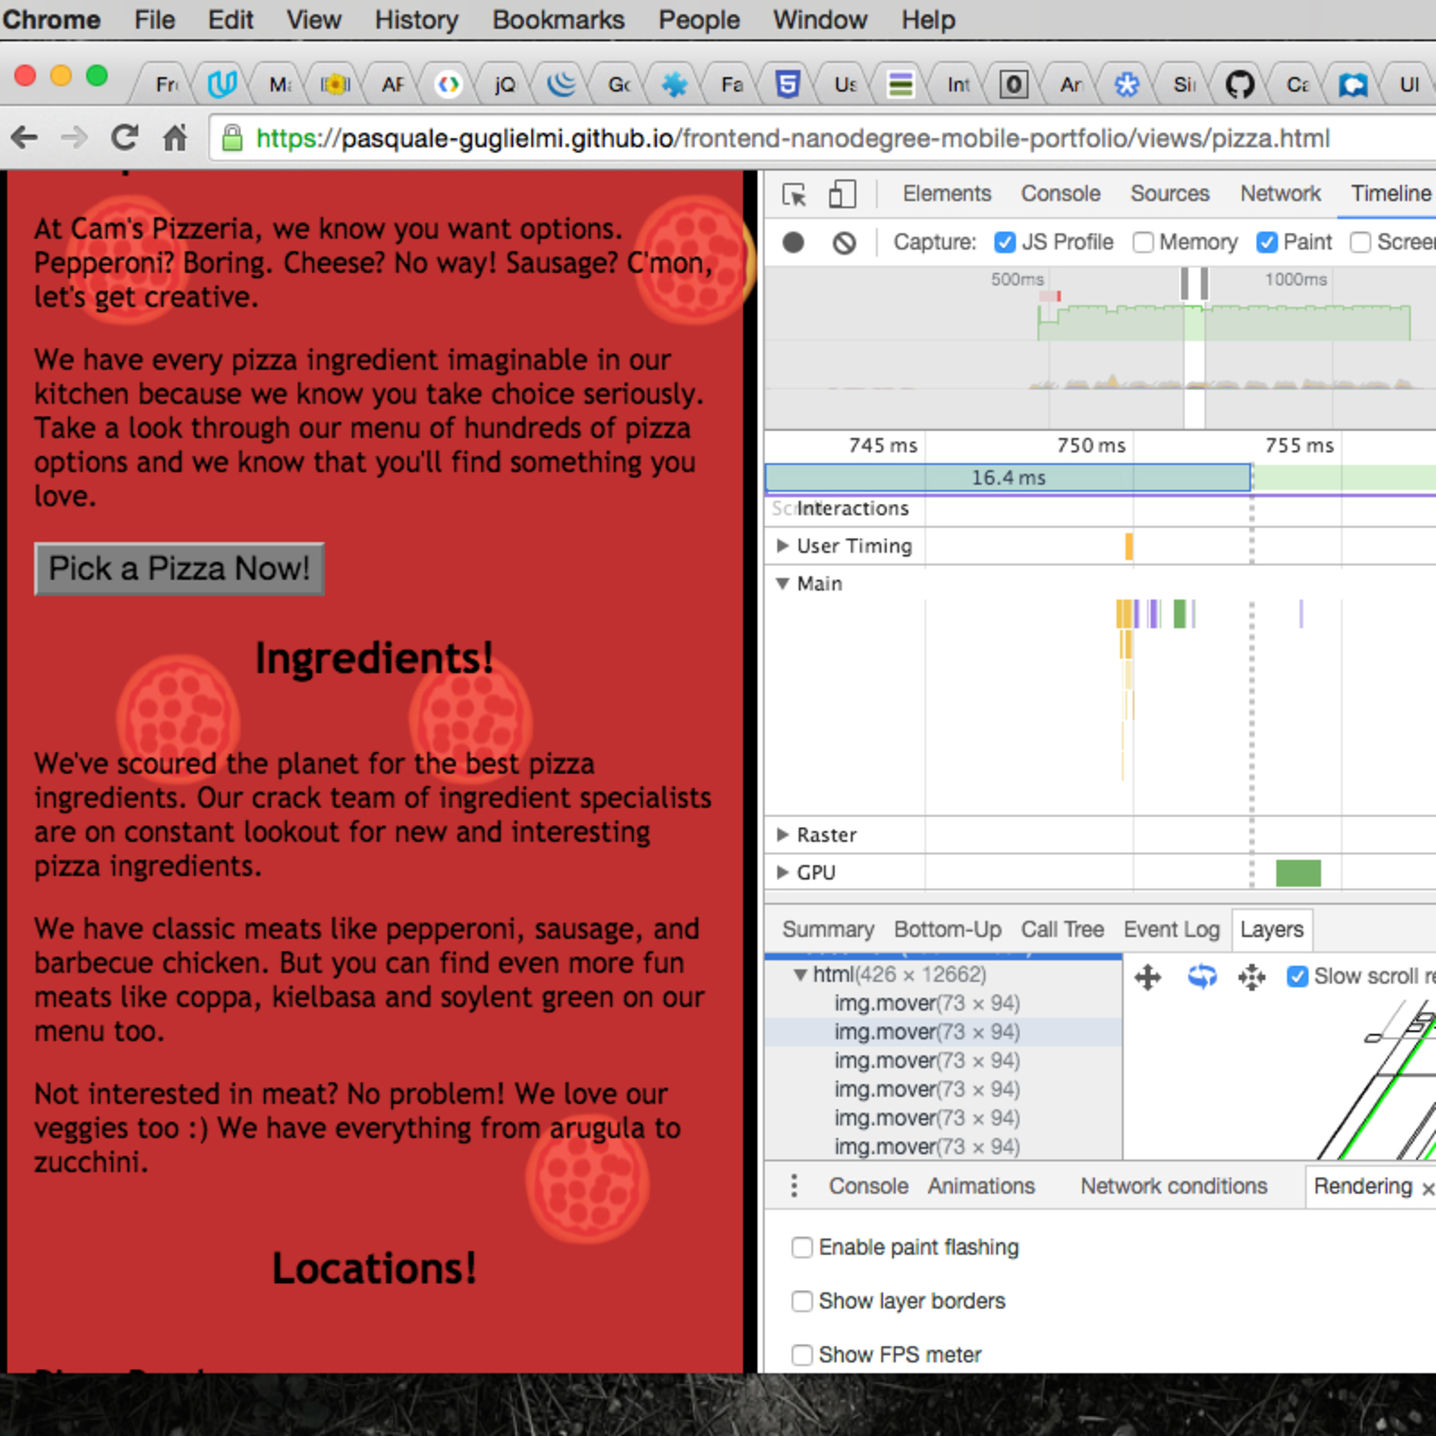 Chrome File Edit View History Bookmarks People Window Help
Fr Ma AF jQ Go Fa Us Int Ar Si Ca UI
https://pasquale-guglielmi.github.io/frontend-nanodegree-mobile-portfolio/views/pizza.html
At Cam's Pizzeria, we know you want options.
Pepperoni? Boring. Cheese? No way! Sausage? C'mon,
let's get creative.
We have every pizza ingredient imaginable in our
kitchen because we know you take choice seriously.
Take a look through our menu of hundreds of pizza
options and we know that you'll find something you
love.
Pick a Pizza Now!
Ingredients!
We've scoured the planet for the best pizza
ingredients. Our crack team of ingredient specialists
are on constant lookout for new and interesting
pizza ingredients.
We have classic meats like pepperoni, sausage, and
barbecue chicken. But you can find even more fun
meats like coppa, kielbasa and soylent green on our
menu too.
Not interested in meat? No problem! We love our
veggies too :) We have everything from arugula to
zucchini.
Locations!
Elements Console Sources Network Timeline
Capture: JS Profile Memory Paint Screen
500ms 1000ms
745 ms 750 ms 755 ms
16.4 ms
Interactions
User Timing
Main
Raster
GPU
Summary Bottom-Up Call Tree Event Log Layers
html(426 × 12662)
img.mover(73 × 94)
img.mover(73 × 94)
img.mover(73 × 94)
img.mover(73 × 94)
img.mover(73 × 94)
img.mover(73 × 94)
Slow scroll re
Console Animations Network conditions Rendering ×
Enable paint flashing
Show layer borders
Show FPS meter